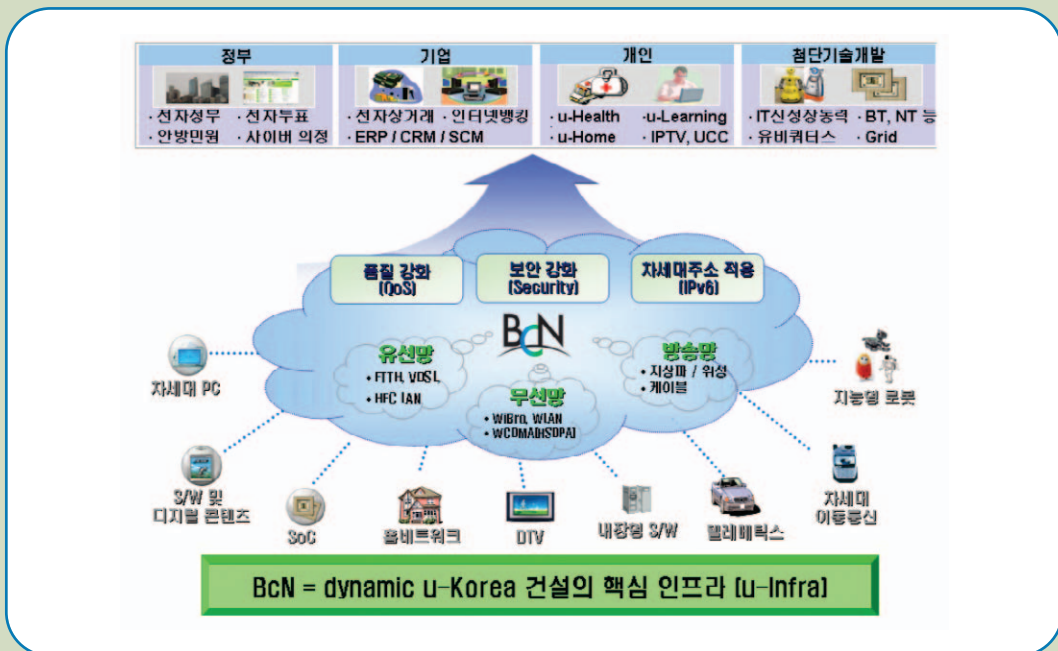 정부
기업
개인
첨단기술개발
· 전자정부 · 전자투표
· 안방민원 · 사이버 의정
· 전자상거래 · 인터넷뱅킹
· ERP / CRM / SCM
· u-Health ·u-Learning
· u-Home · IPTV, UCC
· IT신성장동력 · BT, NT 등
· 유비쿼터스 · Grid
품질 강화
(QoS)
보안 강화
(Security)
차세대주소 적용
(IPv6)
BcN
유선망
• FTTH, VDSL,
• HFC LAN
무선망
• WiBro, WLAN
• WCDMA(HSDPA)
방송망
• 지상파 / 위성
• 케이블
차세대 PC
지능형 로봇
S/W 및
디지털 콘텐츠
SoC
홈네트워크
DTV
내장형 S/W
텔레매틱스
차세대
이동통신
BcN = dynamic u-Korea 건설의 핵심 인프라 (u-Infra)